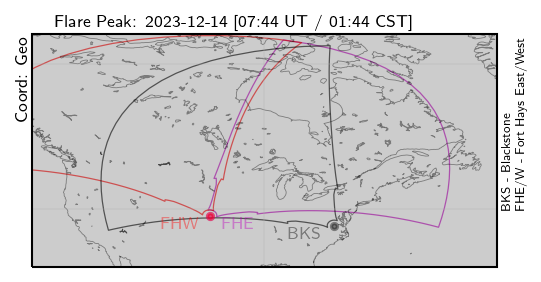 Flare Peak: 2023-12-14 [07:44 UT / 01:44 CST]
Coord: Geo
FHW
FHE
BKS
BKS - Blackstone
FHE/W - Fort Hays East/West